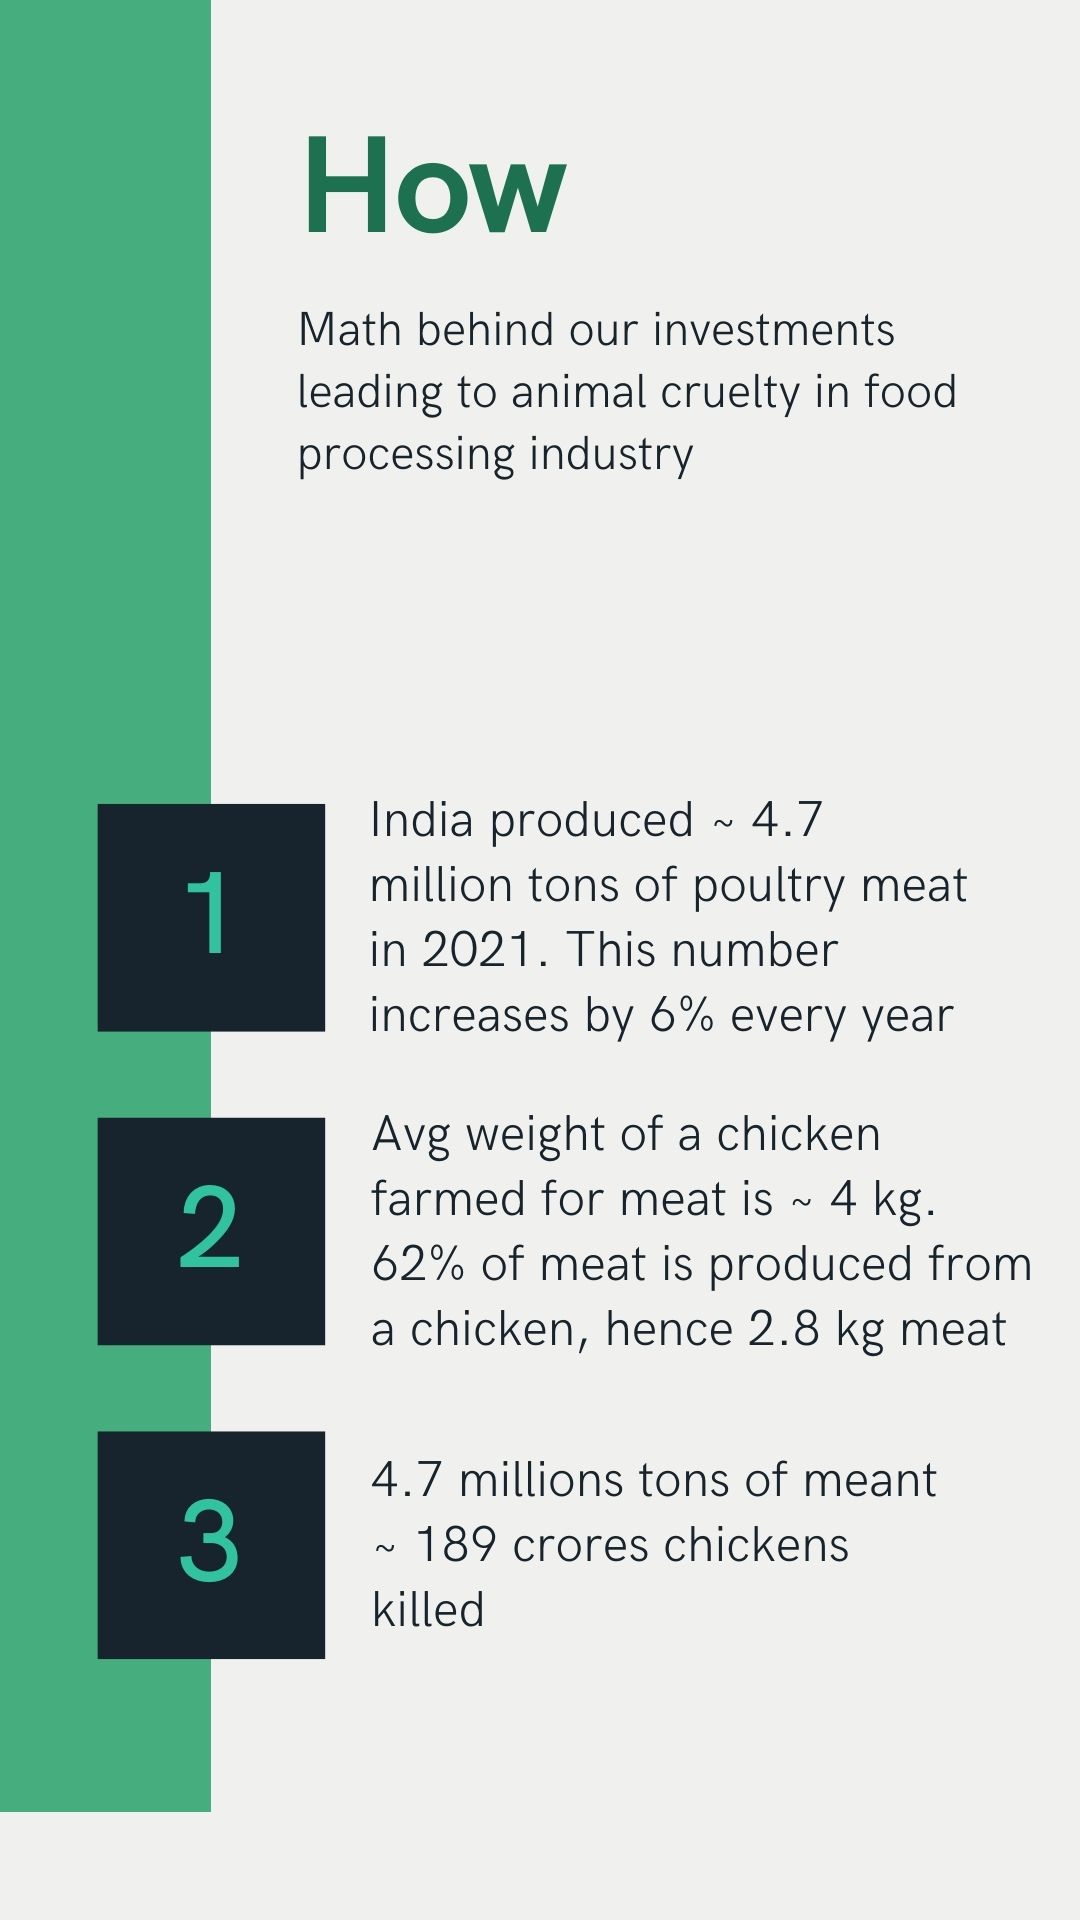 How
Math behind our investments
leading to animal cruelty in food
processing industry
1
India produced ~ 4.7
million tons of poultry meat
in 2021. This number
increases by 6% every year
2
Avg weight of a chicken
farmed for meat is ~ 4 kg.
62% of meat is produced from
a chicken, hence 2.8 kg meat
3
4.7 millions tons of meant
~ 189 crores chickens
killed